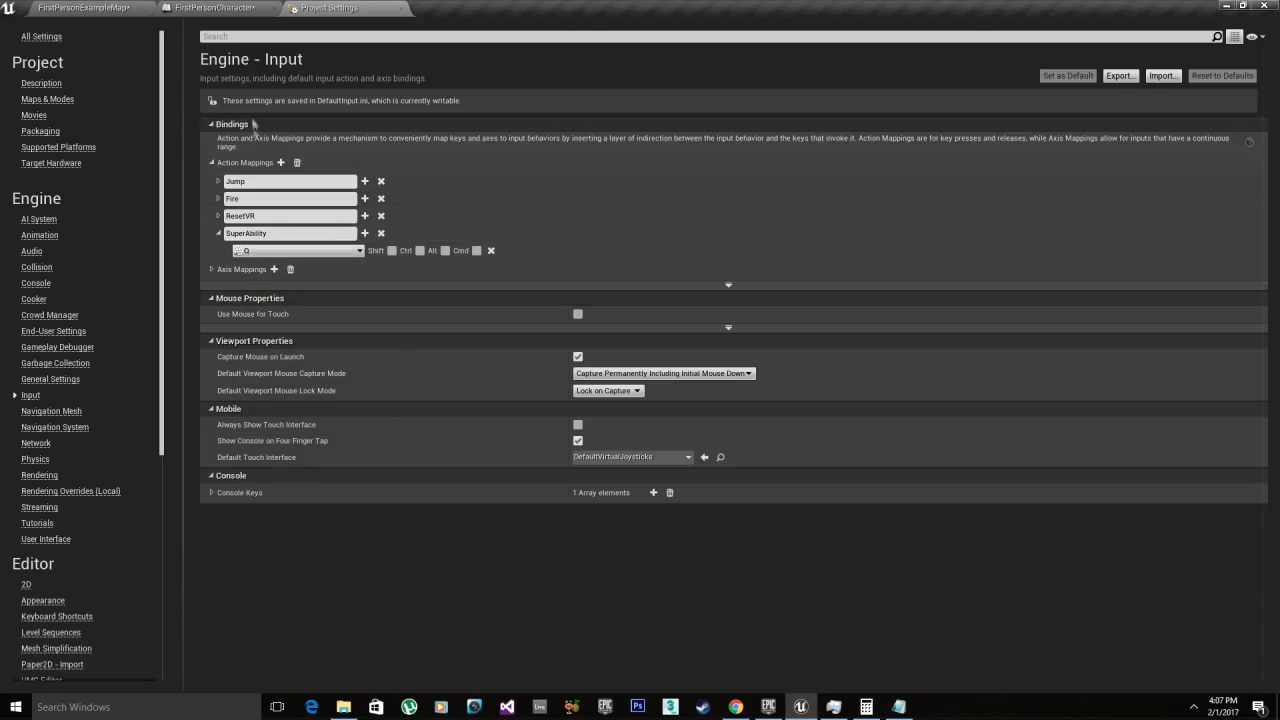 FirstPersonExampleMap*
FirstPersonCharacter*
Project Settings
All Settings
Project
Description
Maps & Modes
Movies
Packaging
Supported Platforms
Target Hardware
Engine
AI System
Animation
Audio
Collision
Console
Cooker
Crowd Manager
End-User Settings
Gameplay Debugger
Garbage Collection
General Settings
Input
Navigation Mesh
Navigation System
Network
Physics
Rendering
Rendering Overrides (Local)
Streaming
Tutorials
User Interface
Editor
2D
Appearance
Keyboard Shortcuts
Level Sequences
Mesh Simplification
Paper2D - Import
UMG Editor
Search
Engine - Input
Input settings, including default input action and axis bindings.
Set as Default Export... Import... Reset to Defaults
These settings are saved in DefaultInput.ini, which is currently writable.
Bindings
Action and Axis Mappings provide a mechanism to conveniently map keys and axes to input behaviors by inserting a layer of indirection between the input behavior and the keys that invoke it. Action Mappings are for key presses and releases, while Axis Mappings allow for inputs that have a continuous
range.
Action Mappings
Jump
Fire
ResetVR
SuperAbility
Q Shift Ctrl Alt Cmd
Axis Mappings
Mouse Properties
Use Mouse for Touch
Viewport Properties
Capture Mouse on Launch
Default Viewport Mouse Capture Mode Capture Permanently Including Initial Mouse Down
Default Viewport Mouse Lock Mode Lock on Capture
Mobile
Always Show Touch Interface
Show Console on Four Finger Tap
Default Touch Interface DefaultVirtualJoysticks
Console
Console Keys 1 Array elements
Search Windows
Live
EPIC
Ps
3
EPIC
4:07 PM
2/1/2017